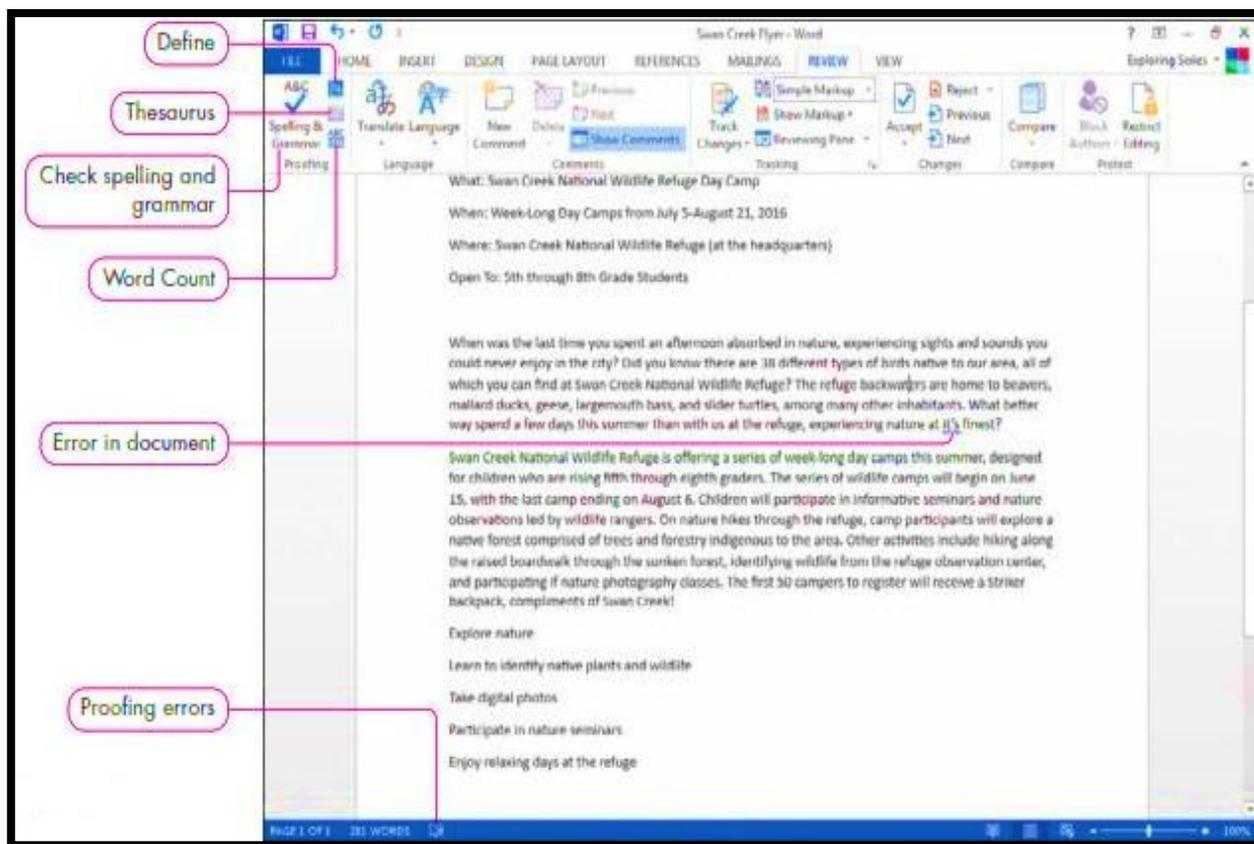 Swan Creek Flyer - Word
FILE HOME INSERT DESIGN PAGE LAYOUT REFERENCES MAILINGS REVIEW VIEW Exploring Series
Define
Thesaurus
Check spelling and
grammar
Word Count
Error in document
Proofing errors
ABC
Spelling &
Grammar
Proofing
Translate Language
Language
New
Comment
Delete
Previous
Next
Show Comments
Comments
Track
Changes
Simple Markup
Show Markup
Reviewing Pane
Tracking
Accept
Reject
Previous
Next
Changes
Compare
Compare
Block
Authors
Restrict
Editing
Protect
What: Swan Creek National Wildlife Refuge Day Camp
When: Week-Long Day Camps from July 5-August 21, 2016
Where: Swan Creek National Wildlife Refuge (at the headquarters)
Open To: 5th through 8th Grade Students
When was the last time you spent an afternoon absorbed in nature, experiencing sights and sounds you
could never enjoy in the city? Did you know there are 38 different types of birds native to our area, all of
which you can find at Swan Creek National Wildlife Refuge? The refuge backwaters are home to beavers,
mallard ducks, geese, largemouth bass, and slider turtles, among many other inhabitants. What better
way spend a few days this summer than with us at the refuge, experiencing nature at it's finest?
Swan Creek National Wildlife Refuge is offering a series of week-long day camps this summer, designed
for children who are rising fifth through eighth graders. The series of wildlife camps will begin on June
15, with the last camp ending on August 6. Children will participate in informative seminars and nature
observations led by wildlife rangers. On nature hikes through the refuge, camp participants will explore a
native forest comprised of trees and forestry indigenous to the area. Other activities include hiking along
the raised boardwalk through the sunken forest, identifying wildlife from the refuge observation center,
and participating if nature photography classes. The first 50 campers to register will receive a Striker
backpack, compliments of Swan Creek!
Explore nature
Learn to identify native plants and wildlife
Take digital photos
Participate in nature seminars
Enjoy relaxing days at the refuge
PAGE 1 OF 1 281 WORDS 100%